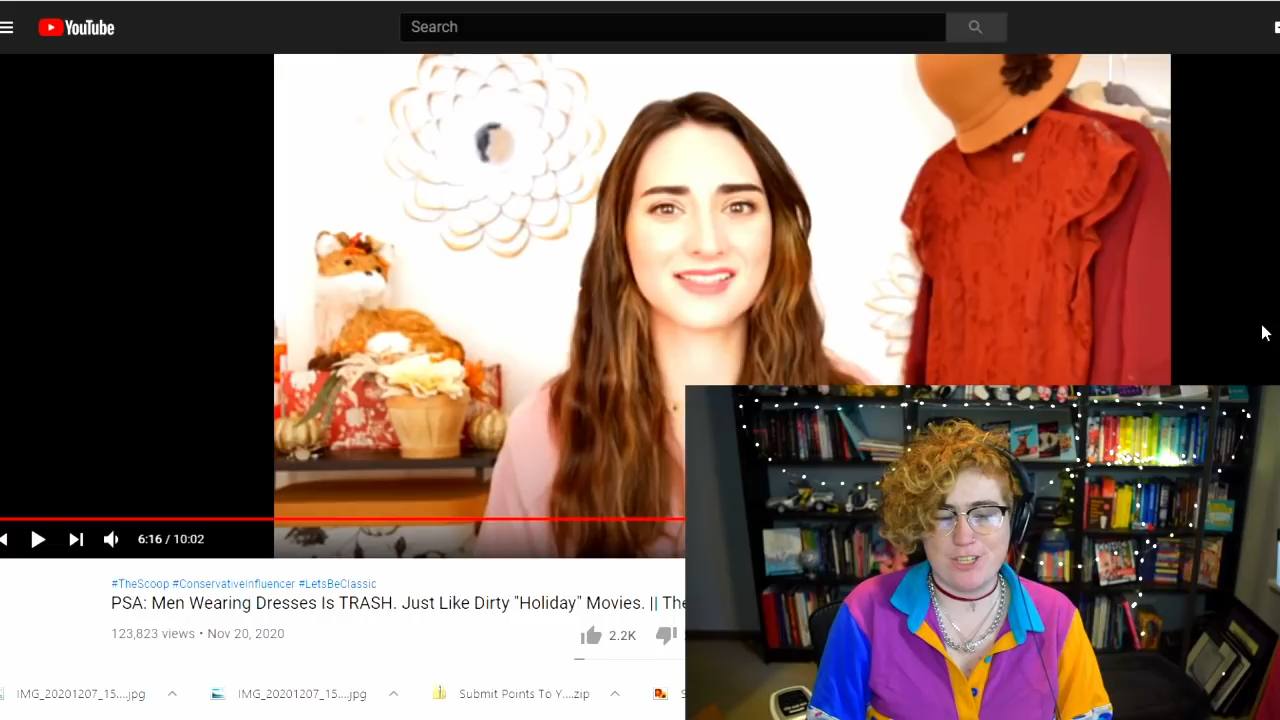 YouTube
Search
6:16 / 10:02
#TheScoop #ConservativeInfluencer #LetsBeClassic
PSA: Men Wearing Dresses Is TRASH. Just Like Dirty "Holiday" Movies. || The
123,823 views • Nov 20, 2020
2.2K
IMG_20201207_15....jpg
IMG_20201207_15....jpg
Submit Points To Y....zip